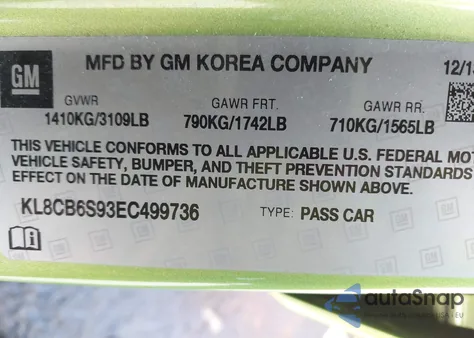 GM
MFD BY GM KOREA COMPANY
12/13
GVWR GAWR FRT. GAWR RR.
1410KG/3109LB 790KG/1742LB 710KG/1565LB
THIS VEHICLE CONFORMS TO ALL APPLICABLE U.S. FEDERAL MOT
VEHICLE SAFETY, BUMPER, AND THEFT PREVENTION STANDARDS
EFFECT ON THE DATE OF MANUFACTURE SHOWN ABOVE.
KL8CB6S93EC499736 TYPE: PASS CAR
autoSnap